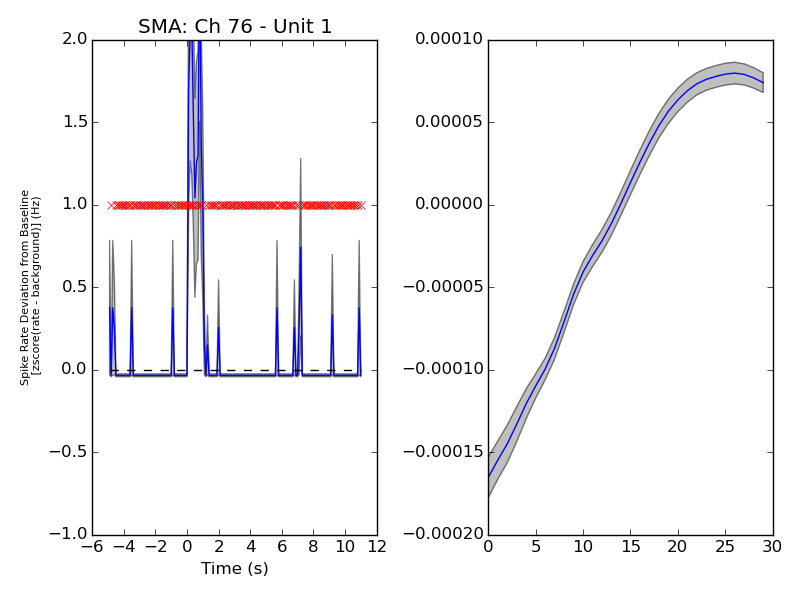 SMA: Ch 76 - Unit 1
Spike Rate Deviation from Baseline
[zscore(rate - background)] (Hz)
2.0
1.5
1.0
0.5
0.0
−0.5
−1.0
−6 −4 −2 0 2 4 6 8 10 12
Time (s)
0.00010
0.00005
0.00000
−0.00005
−0.00010
−0.00015
−0.00020
0 5 10 15 20 25 30